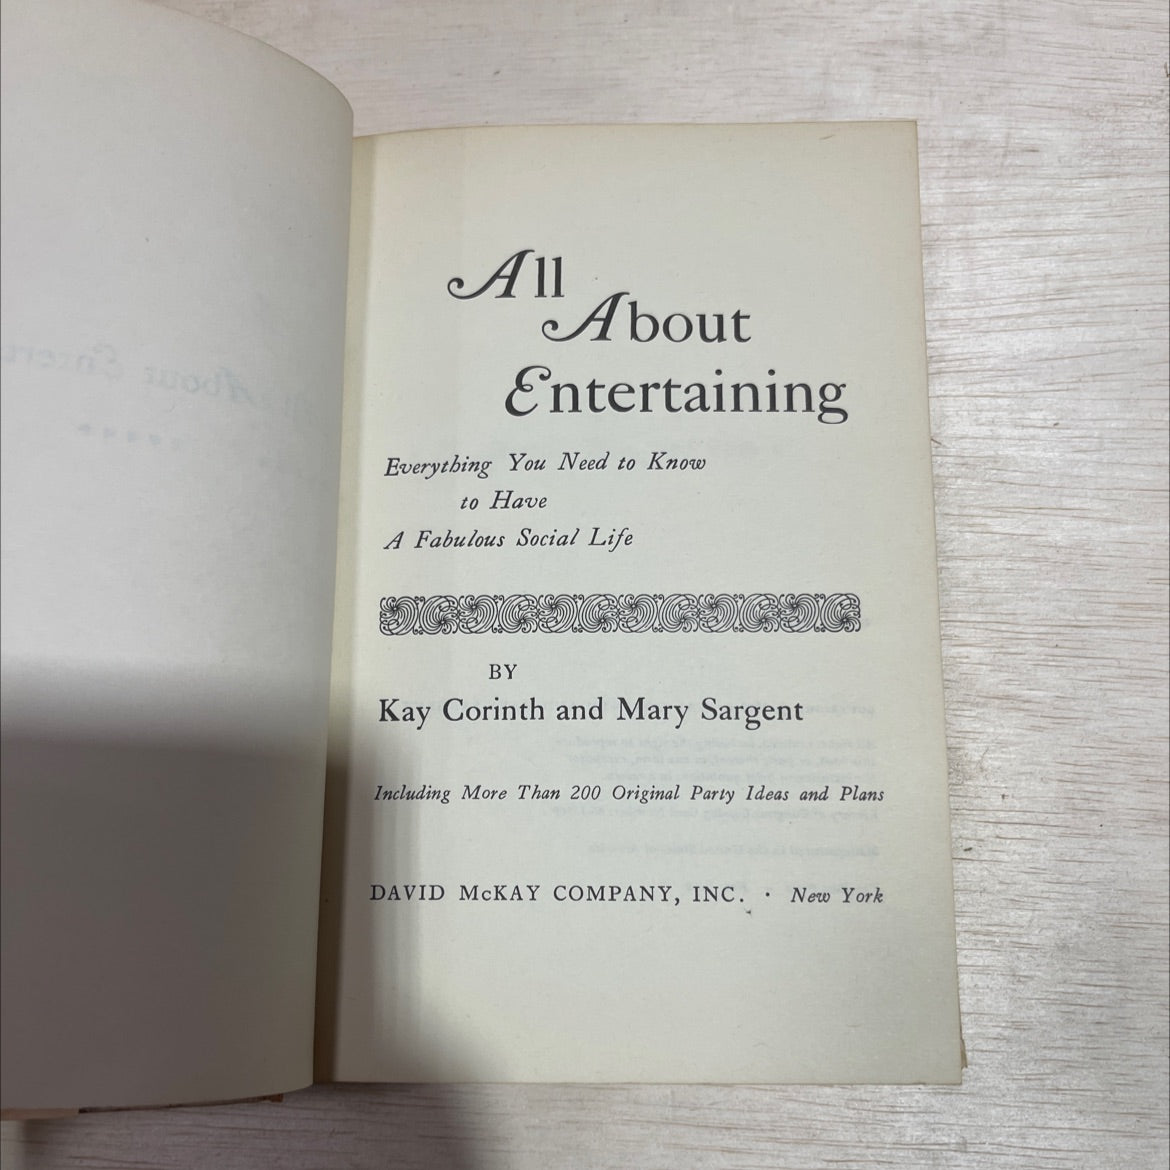 All
About
Entertaining
Everything You Need to Know
to Have
A Fabulous Social Life
BY
Kay Corinth and Mary Sargent
Including More Than 200 Original Party Ideas and Plans
DAVID McKAY COMPANY, INC. · New York